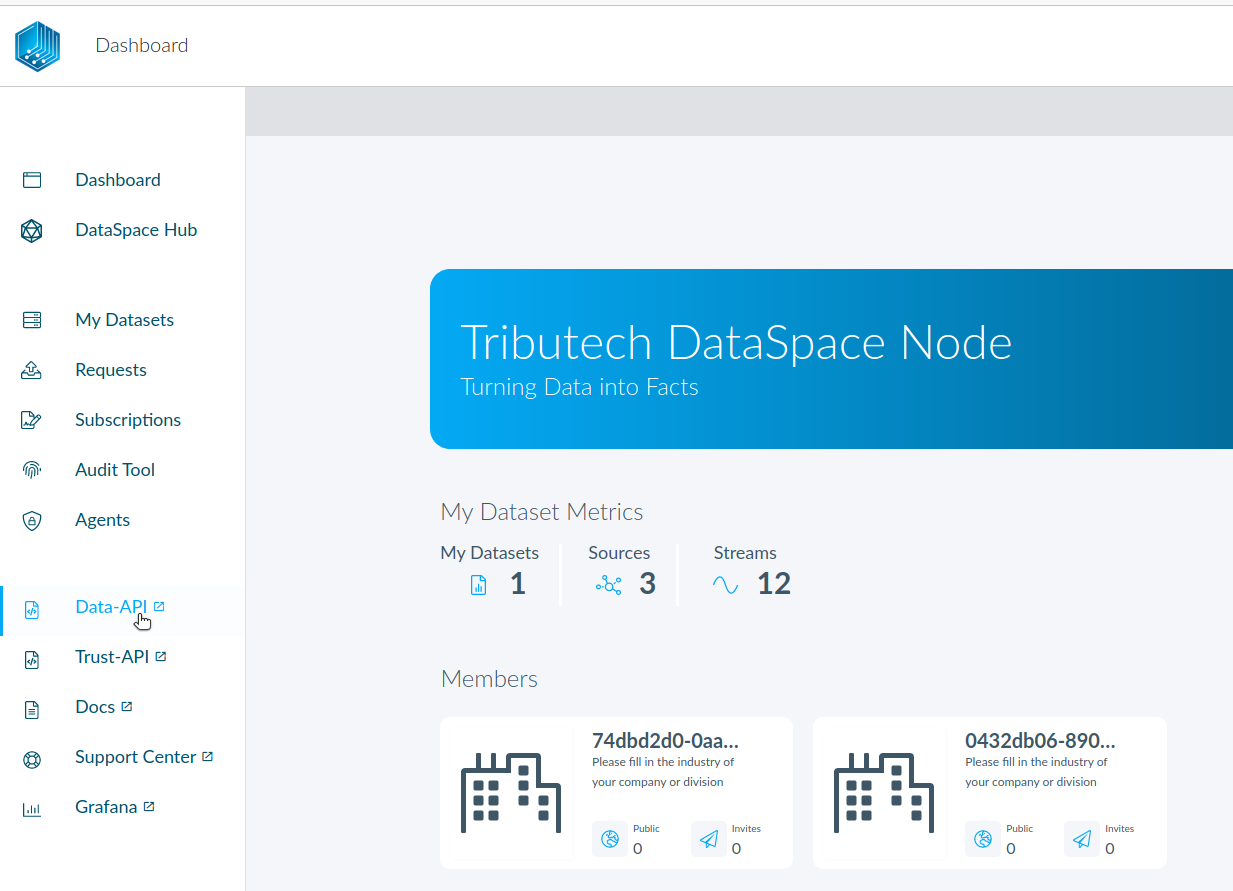 Dashboard
Dashboard
DataSpace Hub
My Datasets
Requests
Subscriptions
Audit Tool
Agents
Data-API
Trust-API
Docs
Support Center
Grafana
Tributech DataSpace Node
Turning Data into Facts
My Dataset Metrics
My Datasets Sources Streams
1 3 12
Members
74dbd2d0-0aa...
Please fill in the industry of
your company or division
Public Invites
0 0
0432db06-890...
Please fill in the industry of
your company or division
Public Invites
0 0